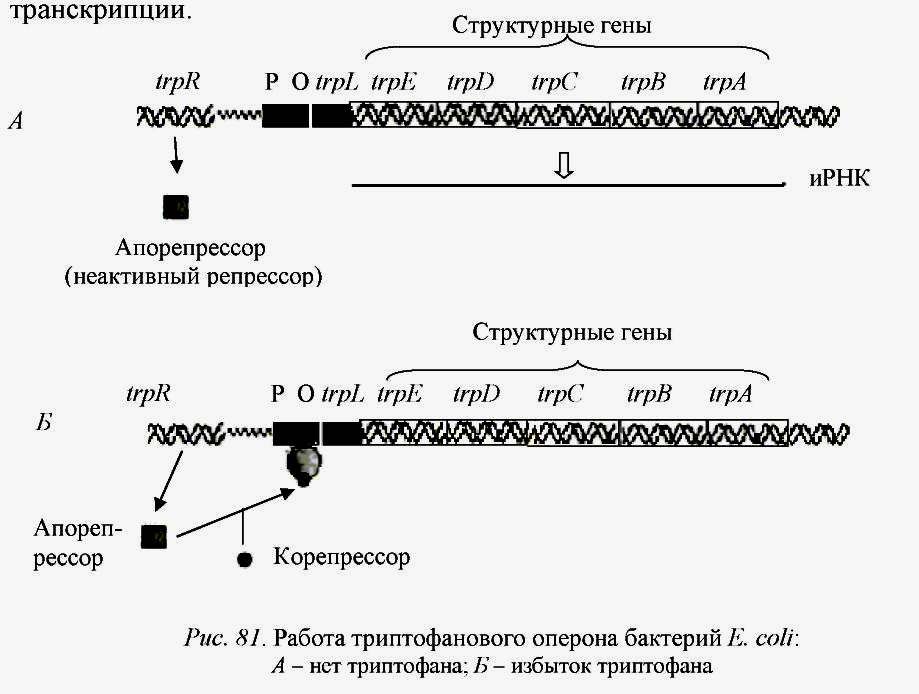 транскрипции.
Структурные гены
trpR P O trpL trpE trpD trpC trpB trpA
А
иРНК
Апорепрессор
(неактивный репрессор)
Структурные гены
trpR P O trpL trpE trpD trpC trpB trpA
Б
Апореп-
рессор
Корепрессор
Рис. 81. Работа триптофанового оперона бактерий E. coli:
А – нет триптофана; Б – избыток триптофана